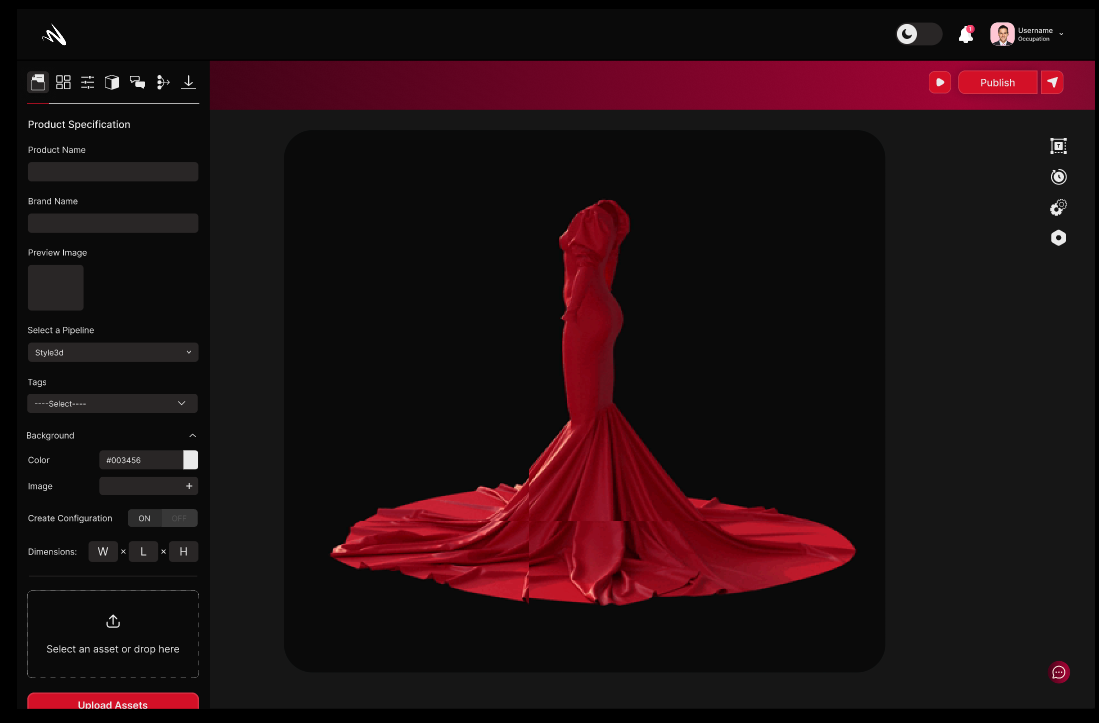 1
Username
Occupation
Publish
Product Specification
Product Name
Brand Name
Preview Image
Select a Pipeline
Style3d
Tags
----Select----
Background
Color
#003456
Image
+
Create Configuration
ON
OFF
Dimensions:
W × L × H
Select an asset or drop here
Upload Assets
T